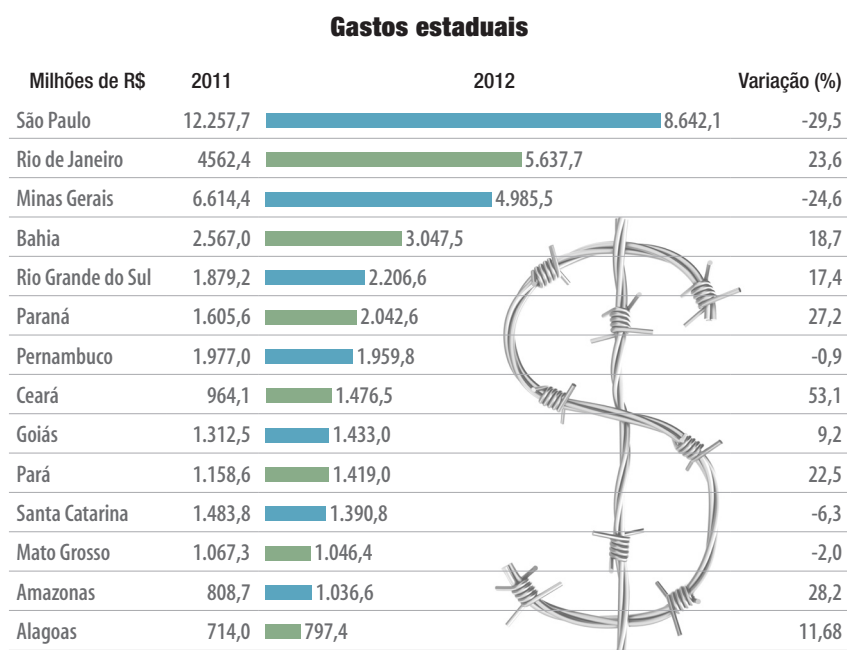 Gastos estaduais
Milhões de R$ 2011 2012 Variação (%)
São Paulo 12.257,7 8.642,1 -29,5
Rio de Janeiro 4562,4 5.637,7 23,6
Minas Gerais 6.614,4 4.985,5 -24,6
Bahia 2.567,0 3.047,5 18,7
Rio Grande do Sul 1.879,2 2.206,6 17,4
Paraná 1.605,6 2.042,6 27,2
Pernambuco 1.977,0 1.959,8 -0,9
Ceará 964,1 1.476,5 53,1
Goiás 1.312,5 1.433,0 9,2
Pará 1.158,6 1.419,0 22,5
Santa Catarina 1.483,8 1.390,8 -6,3
Mato Grosso 1.067,3 1.046,4 -2,0
Amazonas 808,7 1.036,6 28,2
Alagoas 714,0 797,4 11,68